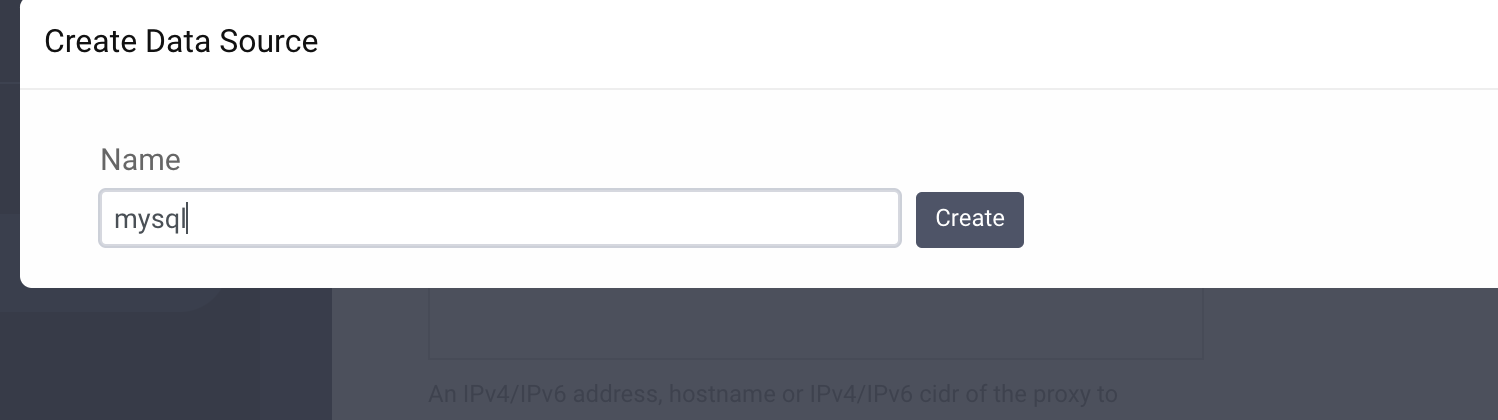 Create Data Source
Name
mysql
Create
An IPv4/IPv6 address, hostname or IPv4/IPv6 cidr of the proxy to